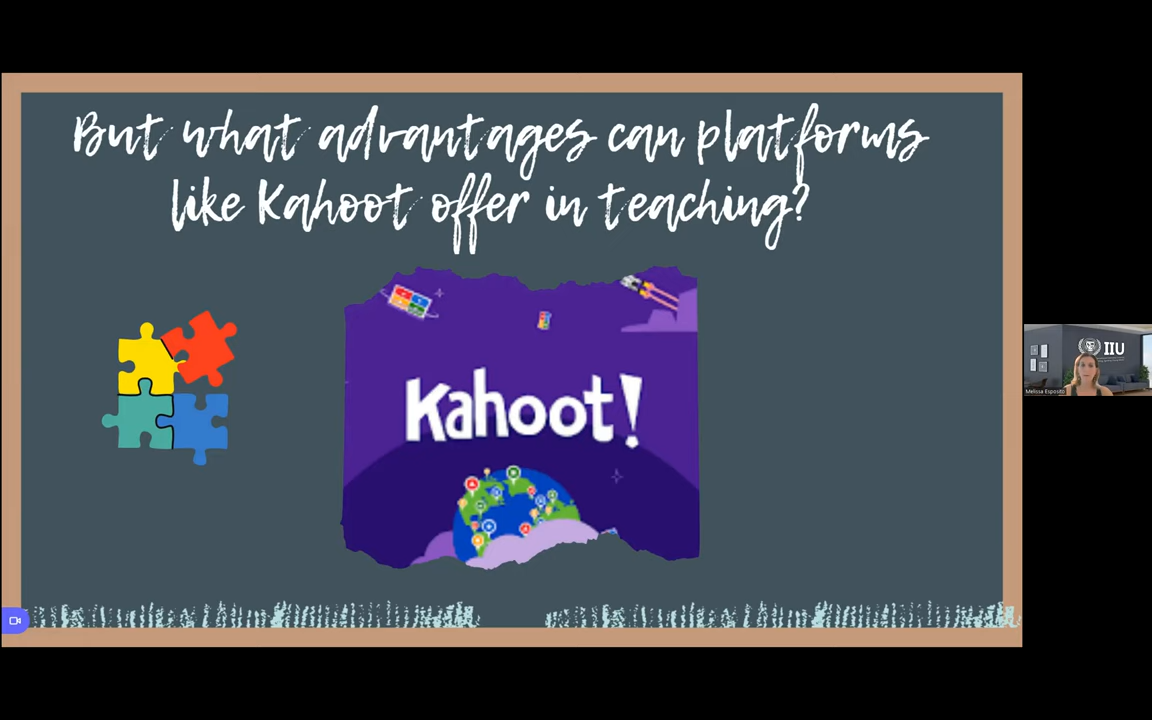 But what advantages can platforms
like Kahoot offer in teaching?
Kahoot!
IIU
Melissa Esposito